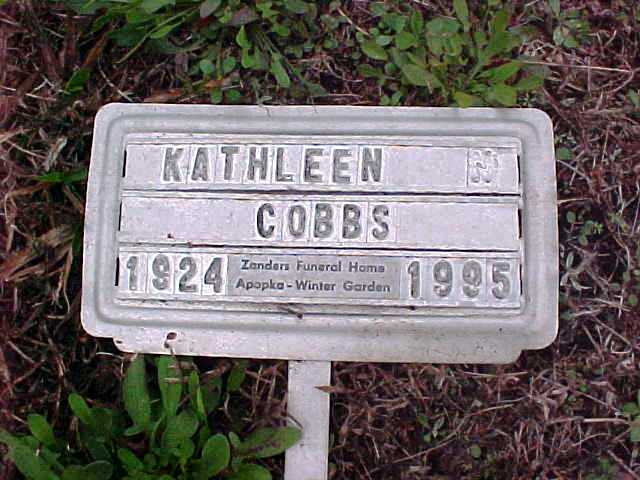 KATHLEEN
COBBS
1924 Zanders Funeral Home 1995
Apopka - Winter Garden